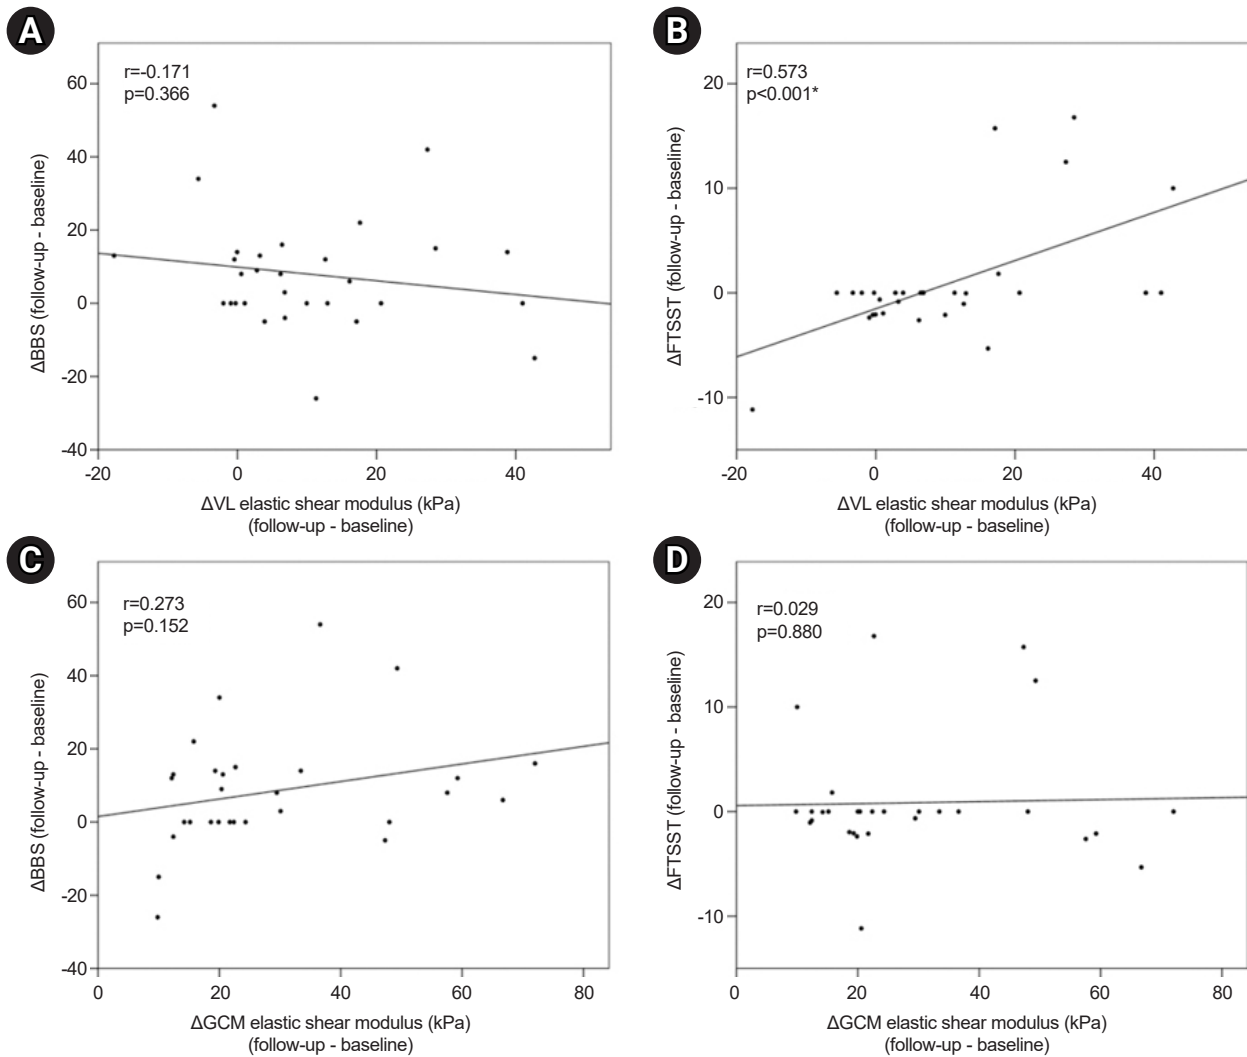 A
r=-0.171
p=0.366
60
40
20
0
-20
-40
-20
0
20
40
ΔBBS (follow-up - baseline)
ΔVL elastic shear modulus (kPa)
(follow-up - baseline)
B
r=0.573
p<0.001*
20
10
0
-10
-20
0
20
40
ΔFTSST (follow-up - baseline)
ΔVL elastic shear modulus (kPa)
(follow-up - baseline)
C
r=0.273
p=0.152
60
40
20
0
-20
-40
0
20
40
60
80
ΔBBS (follow-up - baseline)
ΔGCM elastic shear modulus (kPa)
(follow-up - baseline)
D
r=0.029
p=0.880
20
10
0
-10
0
20
40
60
80
ΔFTSST (follow-up - baseline)
ΔGCM elastic shear modulus (kPa)
(follow-up - baseline)